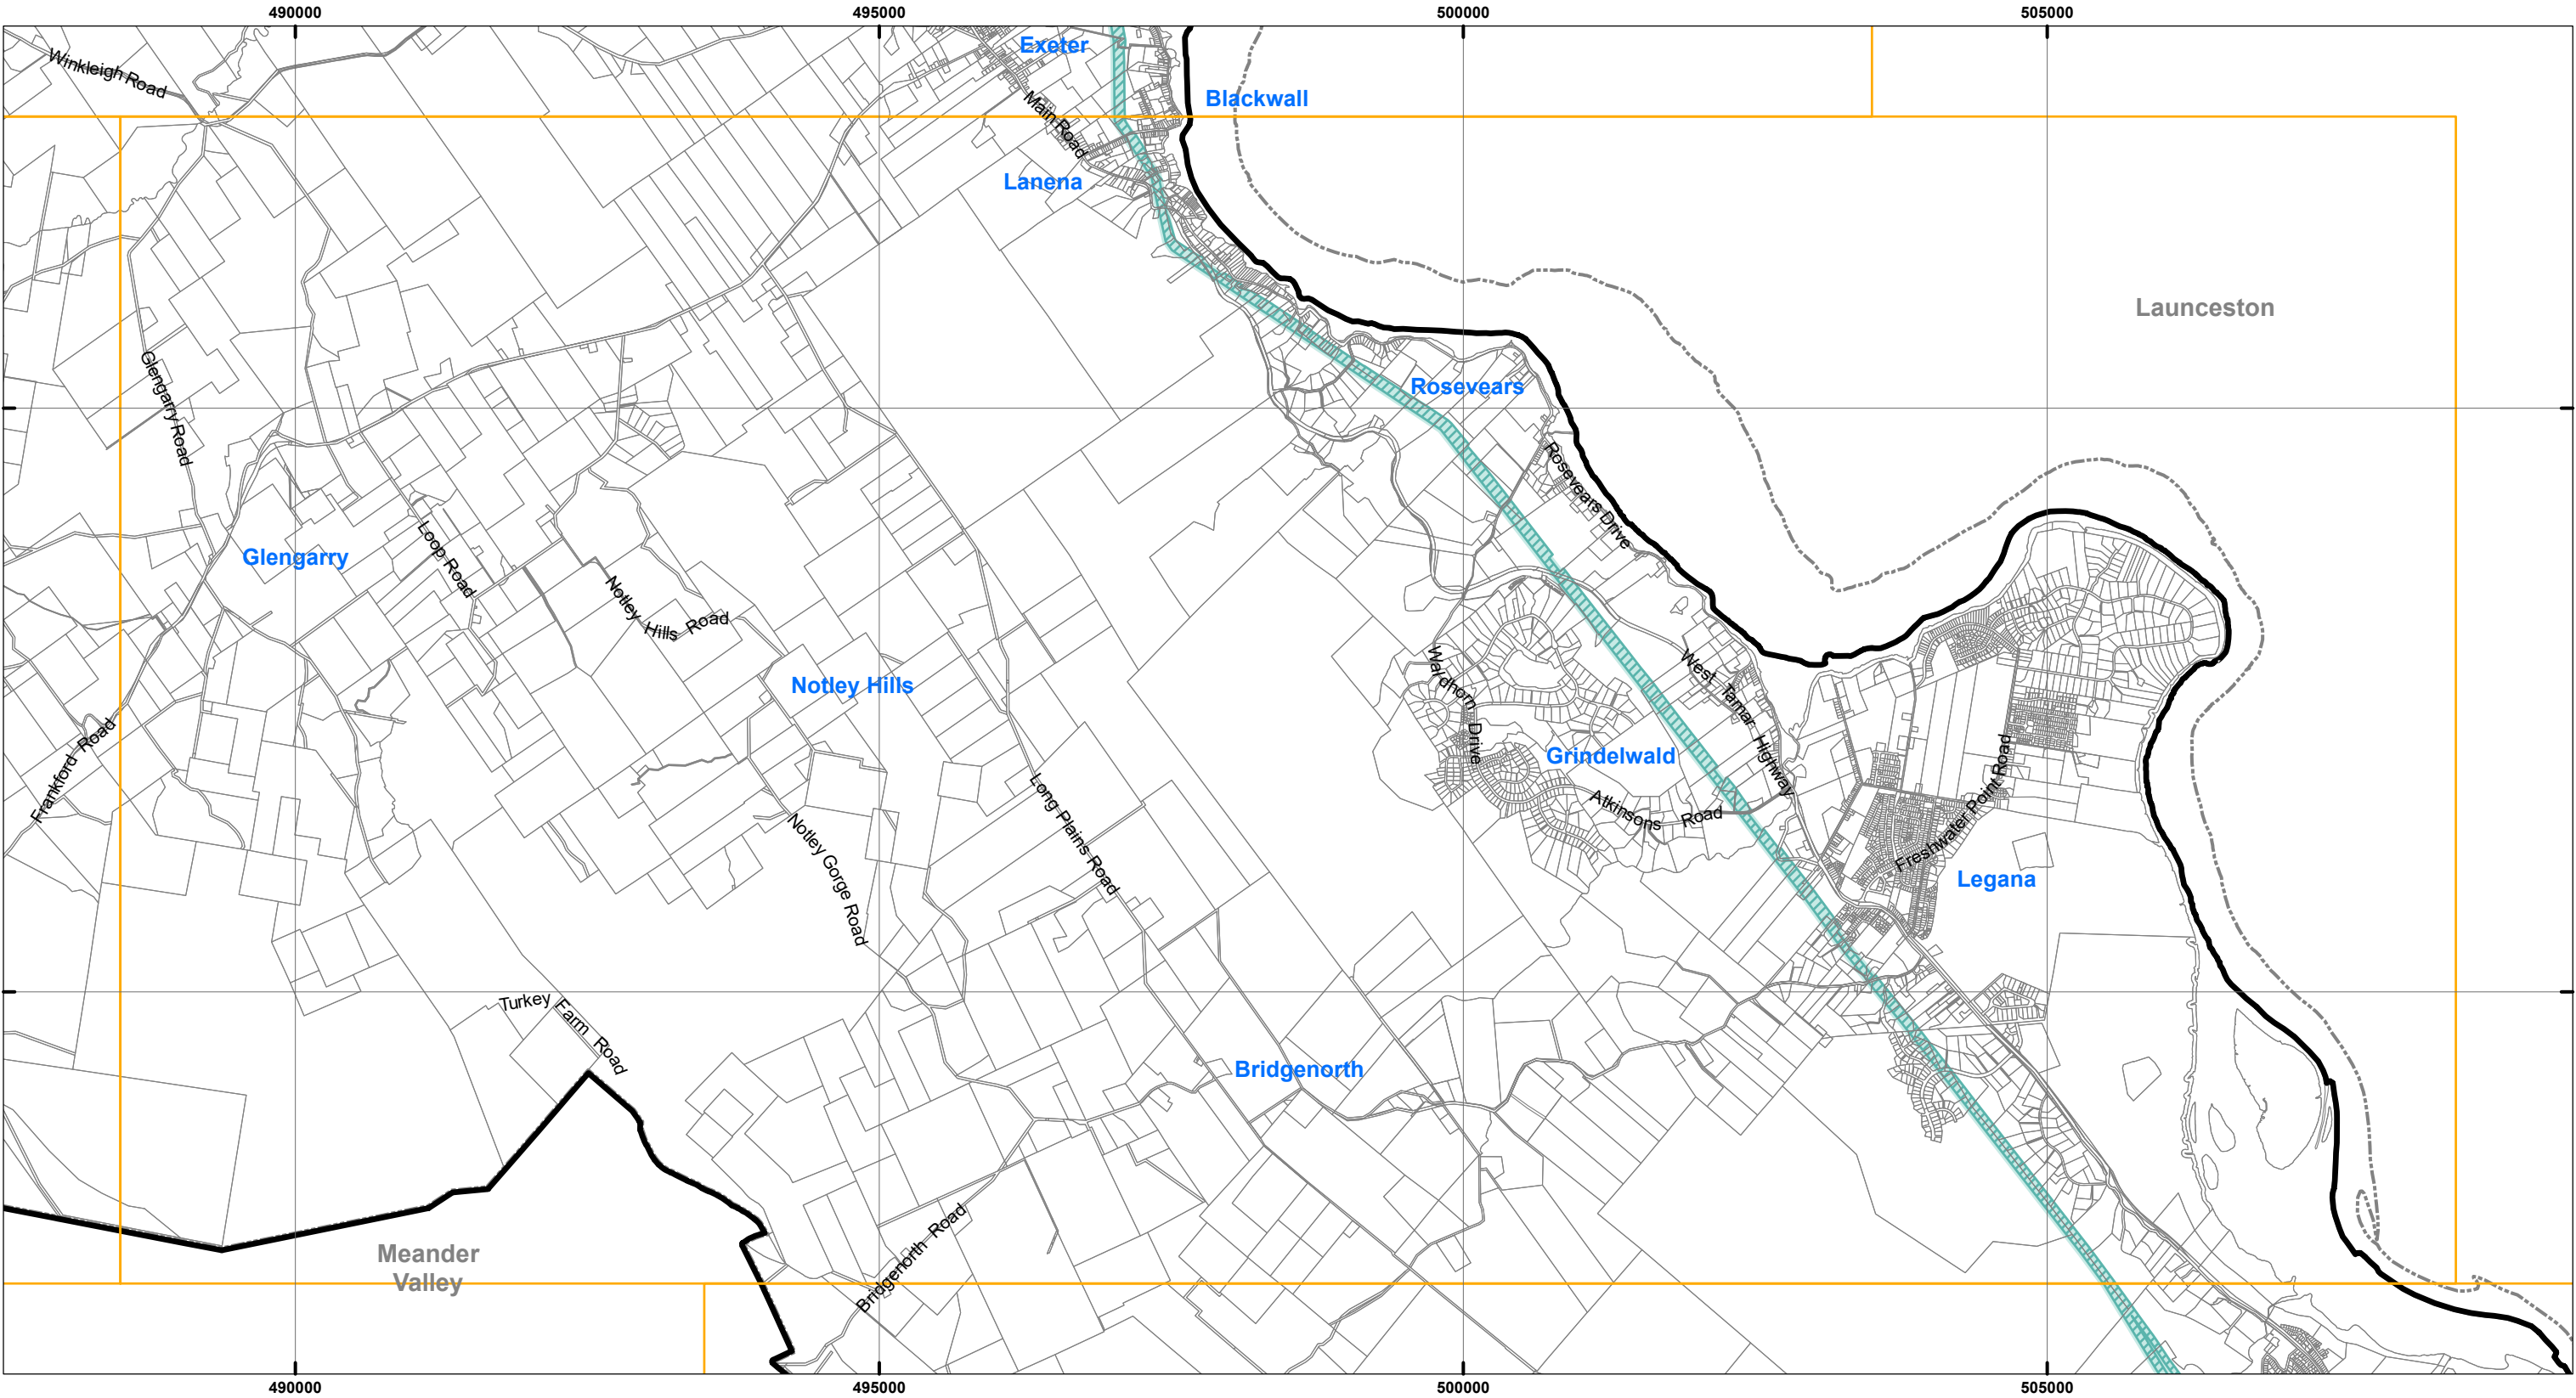 490000 495000 500000 505000
Exeter
Winkleigh Road
Blackwall
Main Road
Lanena
Launceston
Rosevears
Glengarry Road
Rosevears Drive
Glengarry
Loop Road
Notley Hills Road
Notley Hills
Waldhorn Drive
West Tamar Highway
Frankford Road
Grindelwald
Long Plains Road
Atkinsons Road
Freshwater Point Road
Notley Gorge Road
Legana
Turkey Farm Road
Bridgenorth
Bridgenorth Road
Meander
Valley
490000 495000 500000 505000